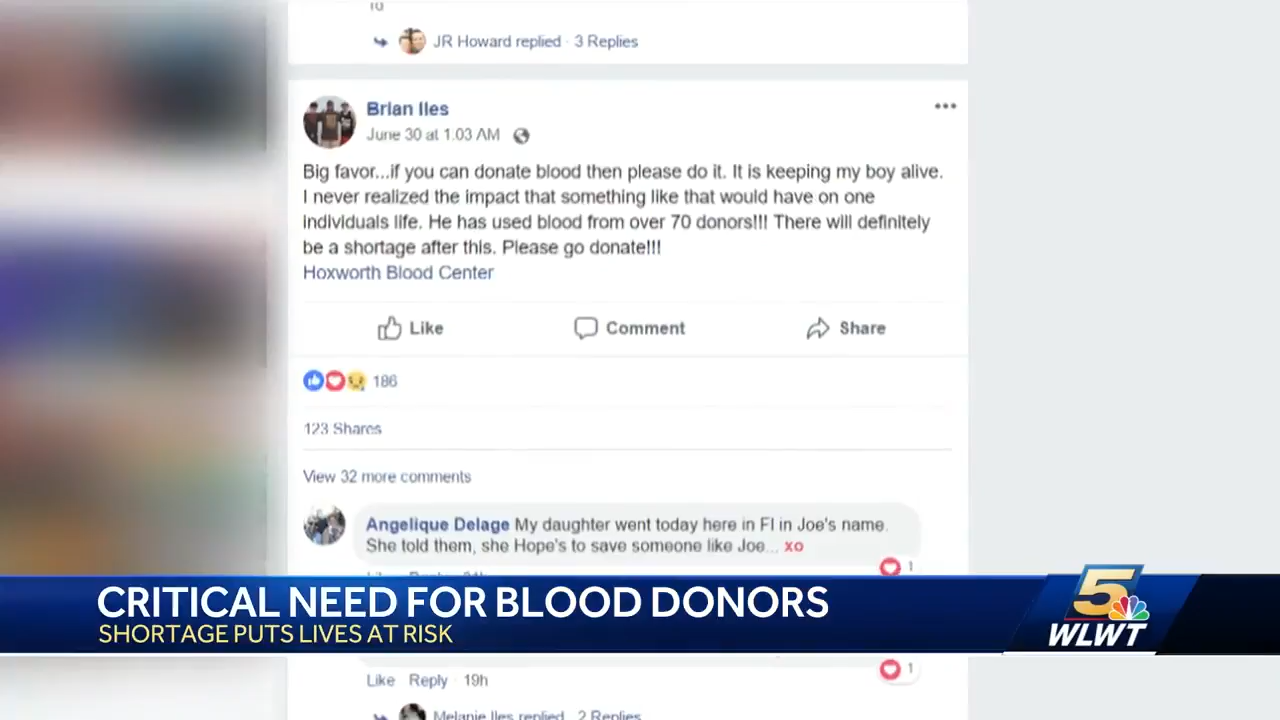 JR Howard replied · 3 Replies
Brian Iles
June 30 at 1:03 AM
Big favor...if you can donate blood then please do it. It is keeping my boy alive.
I never realized the impact that something like that would have on one
individuals life. He has used blood from over 70 donors!!! There will definitely
be a shortage after this. Please go donate!!!
Hoxworth Blood Center
Like Comment Share
186
123 Shares
View 32 more comments
Angelique Delage My daughter went today here in Fl in Joe's name.
She told them, she Hope's to save someone like Joe... xo
1
CRITICAL NEED FOR BLOOD DONORS
SHORTAGE PUTS LIVES AT RISK
5
WLWT
1
Like Reply 19h
Melanie Iles replied 2 Replies